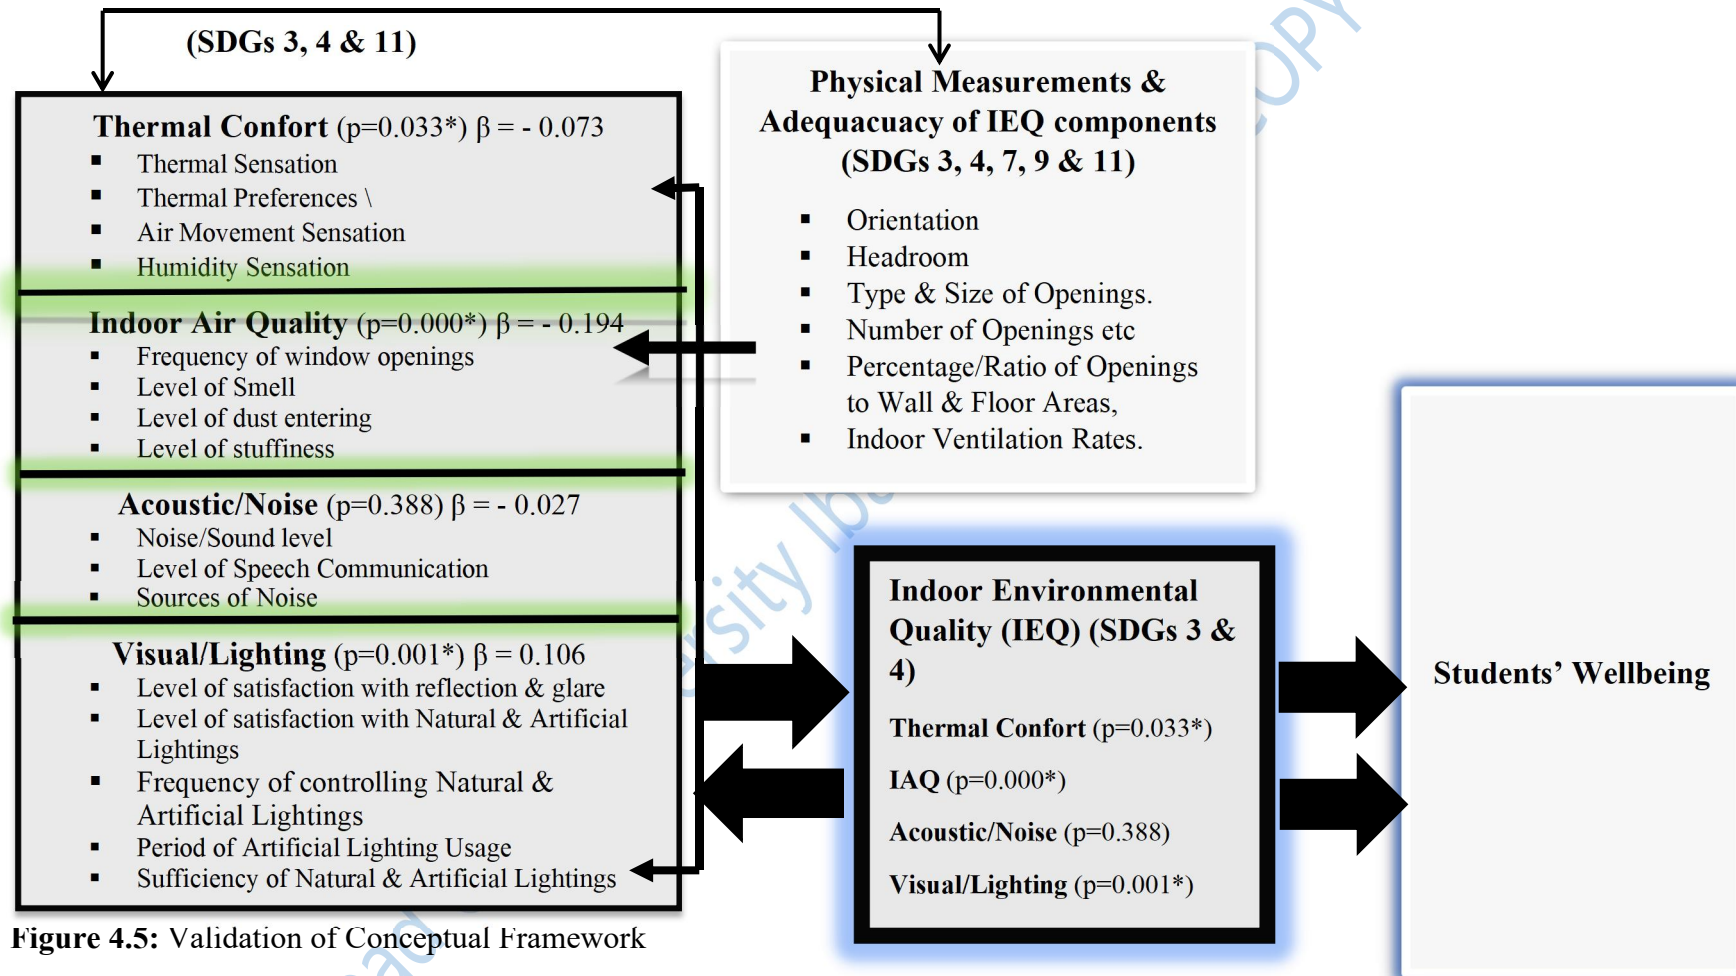 (SDGs 3, 4 & 11)
Thermal Confort (p=0.033*) β = - 0.073
▪ Thermal Sensation
▪ Thermal Preferences \
▪ Air Movement Sensation
▪ Humidity Sensation
Indoor Air Quality (p=0.000*) β = - 0.194
▪ Frequency of window openings
▪ Level of Smell
▪ Level of dust entering
▪ Level of stuffiness
Acoustic/Noise (p=0.388) β = - 0.027
▪ Noise/Sound level
▪ Level of Speech Communication
▪ Sources of Noise
Visual/Lighting (p=0.001*) β = 0.106
▪ Level of satisfaction with reflection & glare
▪ Level of satisfaction with Natural & Artificial
Lightings
▪ Frequency of controlling Natural &
Artificial Lightings
▪ Period of Artificial Lighting Usage
▪ Sufficiency of Natural & Artificial Lightings
Physical Measurements &
Adequacuacy of IEQ components
(SDGs 3, 4, 7, 9 & 11)
▪ Orientation
▪ Headroom
▪ Type & Size of Openings.
▪ Number of Openings etc
▪ Percentage/Ratio of Openings
to Wall & Floor Areas,
▪ Indoor Ventilation Rates.
Indoor Environmental
Quality (IEQ) (SDGs 3 &
4)
Thermal Confort (p=0.033*)
IAQ (p=0.000*)
Acoustic/Noise (p=0.388)
Visual/Lighting (p=0.001*)
Students’ Wellbeing
Figure 4.5: Validation of Conceptual Framework